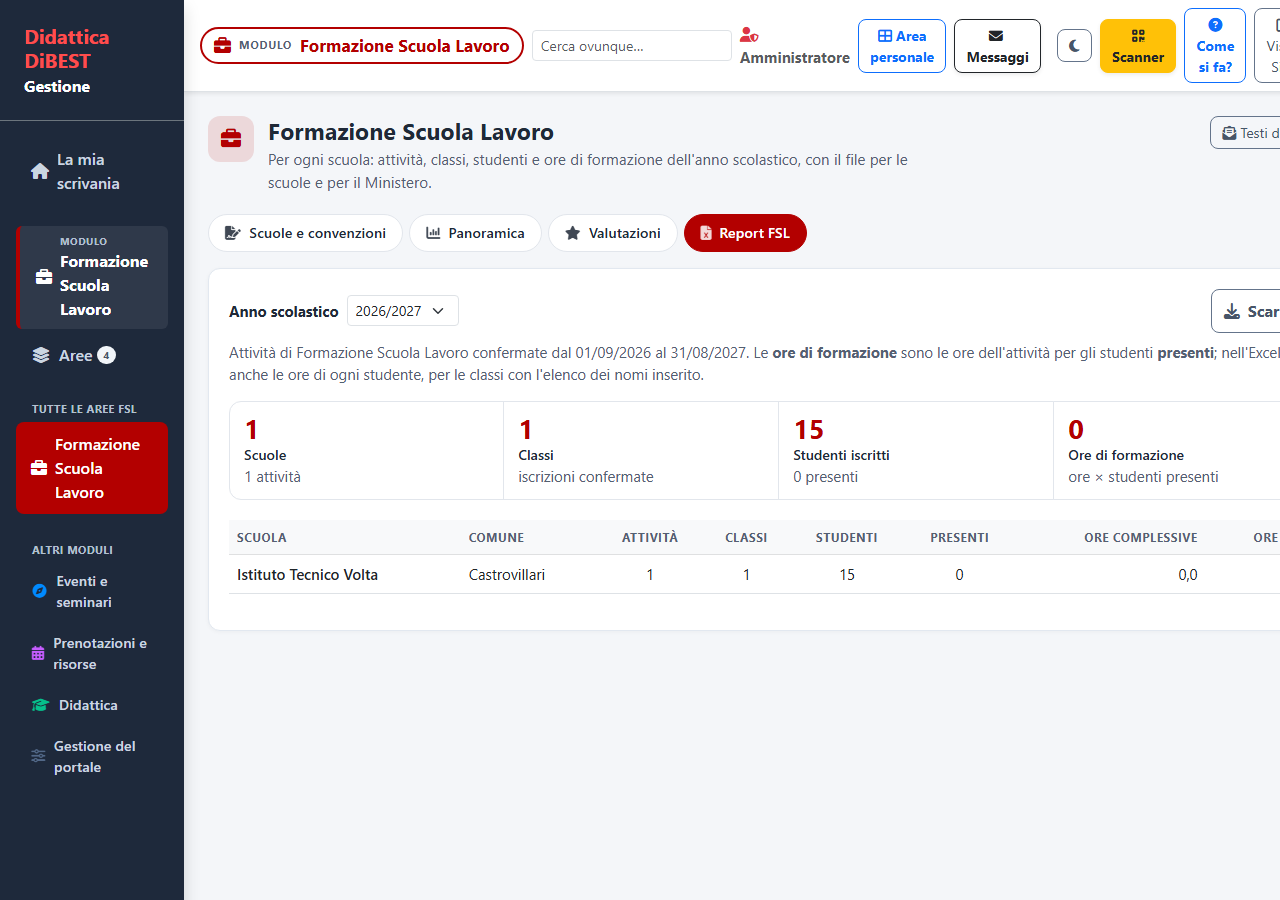 Didattica
DiBEST
Gestione
La mia
scrivania
MODULO
Formazione
Scuola
Lavoro
Aree 4
TUTTE LE AREE FSL
Formazione
Scuola
Lavoro
ALTRI MODULI
Eventi e
seminari
Prenotazioni e
risorse
Didattica
Gestione del
portale
MODULO Formazione Scuola Lavoro
Cerca ovunque...
Amministratore
Area
personale
Messaggi
Scanner
Come
si fa?
Formazione Scuola Lavoro
Per ogni scuola: attività, classi, studenti e ore di formazione dell'anno scolastico, con il file per le
scuole e per il Ministero.
Testi d
Scuole e convenzioni
Panoramica
Valutazioni
Report FSL
Anno scolastico 2026/2027
Scar
Attività di Formazione Scuola Lavoro confermate dal 01/09/2026 al 31/08/2027. Le ore di formazione sono le ore dell'attività per gli studenti presenti; nell'Excel
anche le ore di ogni studente, per le classi con l'elenco dei nomi inserito.
1
Scuole
1 attività
1
Classi
iscrizioni confermate
15
Studenti iscritti
0 presenti
0
Ore di formazione
ore × studenti presenti
SCUOLA COMUNE ATTIVITÀ CLASSI STUDENTI PRESENTI ORE COMPLESSIVE ORE
Istituto Tecnico Volta Castrovillari 1 1 15 0 0,0